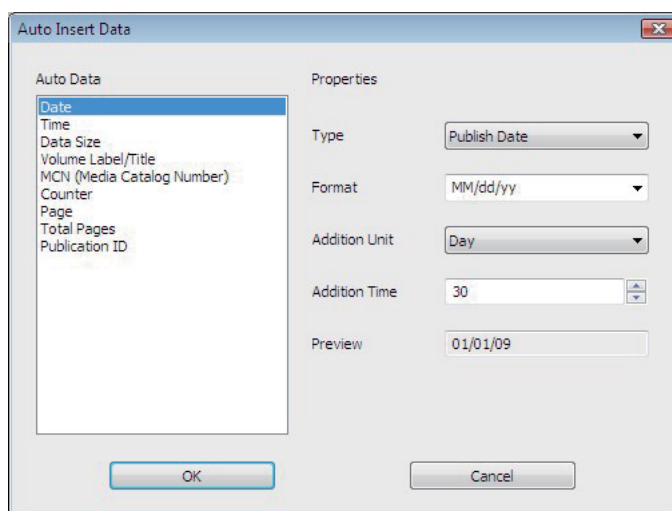 Auto Insert Data
Auto Data
Date
Time
Data Size
Volume Label/Title
MCN (Media Catalog Number)
Counter
Page
Total Pages
Publication ID
Properties
Type Publish Date
Format MM/dd/yy
Addition Unit Day
Addition Time 30
Preview 01/01/09
OK Cancel